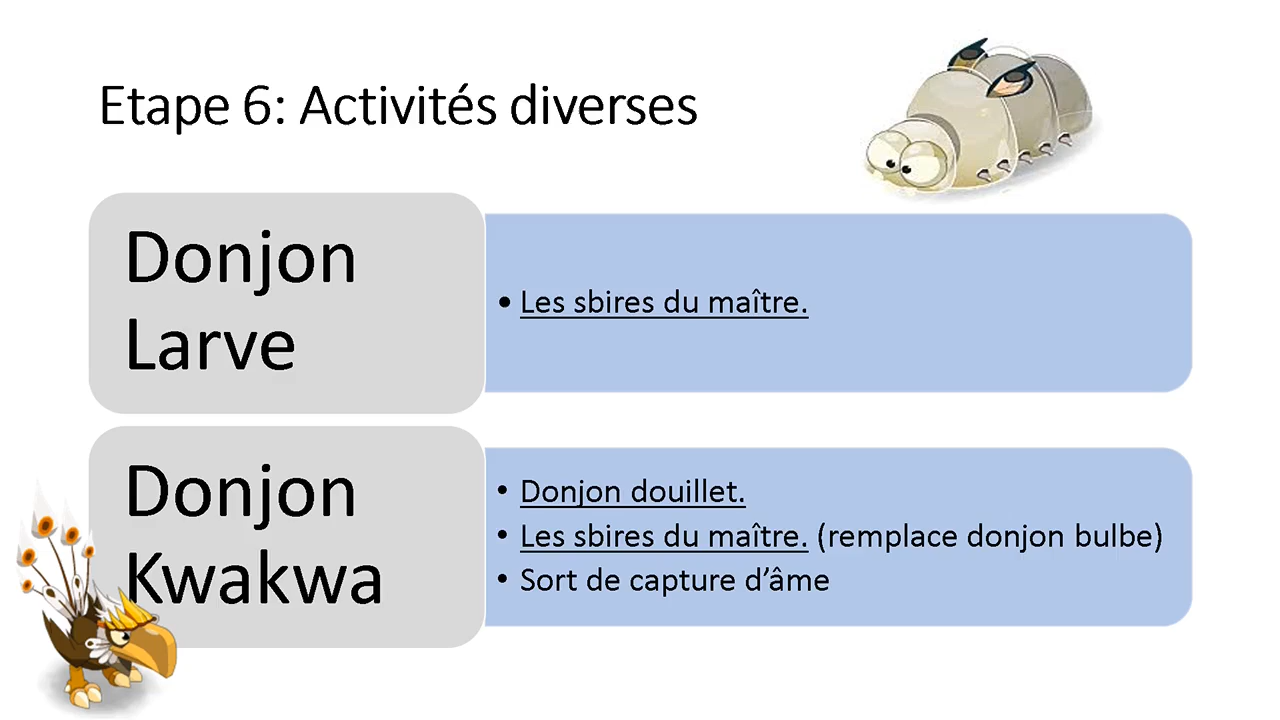 Etape 6: Activités diverses
Donjon
Larve
• Les sbires du maître.
Donjon
Kwakwa
• Donjon douillet.
• Les sbires du maître. (remplace donjon bulbe)
• Sort de capture d’âme